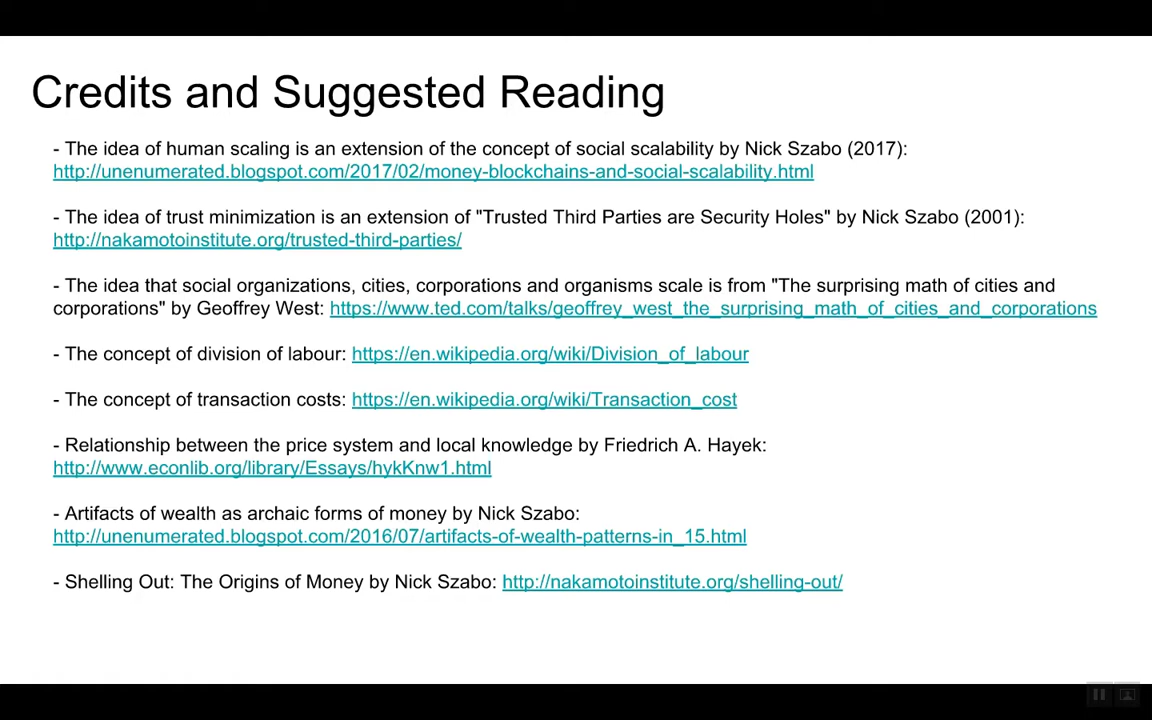 Credits and Suggested Reading
- The idea of human scaling is an extension of the concept of social scalability by Nick Szabo (2017):
http://unenumerated.blogspot.com/2017/02/money-blockchains-and-social-scalability.html
- The idea of trust minimization is an extension of "Trusted Third Parties are Security Holes" by Nick Szabo (2001):
http://nakamotoinstitute.org/trusted-third-parties/
- The idea that social organizations, cities, corporations and organisms scale is from "The surprising math of cities and
corporations" by Geoffrey West: https://www.ted.com/talks/geoffrey_west_the_surprising_math_of_cities_and_corporations
- The concept of division of labour: https://en.wikipedia.org/wiki/Division_of_labour
- The concept of transaction costs: https://en.wikipedia.org/wiki/Transaction_cost
- Relationship between the price system and local knowledge by Friedrich A. Hayek:
http://www.econlib.org/library/Essays/hykKnw1.html
- Artifacts of wealth as archaic forms of money by Nick Szabo:
http://unenumerated.blogspot.com/2016/07/artifacts-of-wealth-patterns-in_15.html
- Shelling Out: The Origins of Money by Nick Szabo: http://nakamotoinstitute.org/shelling-out/